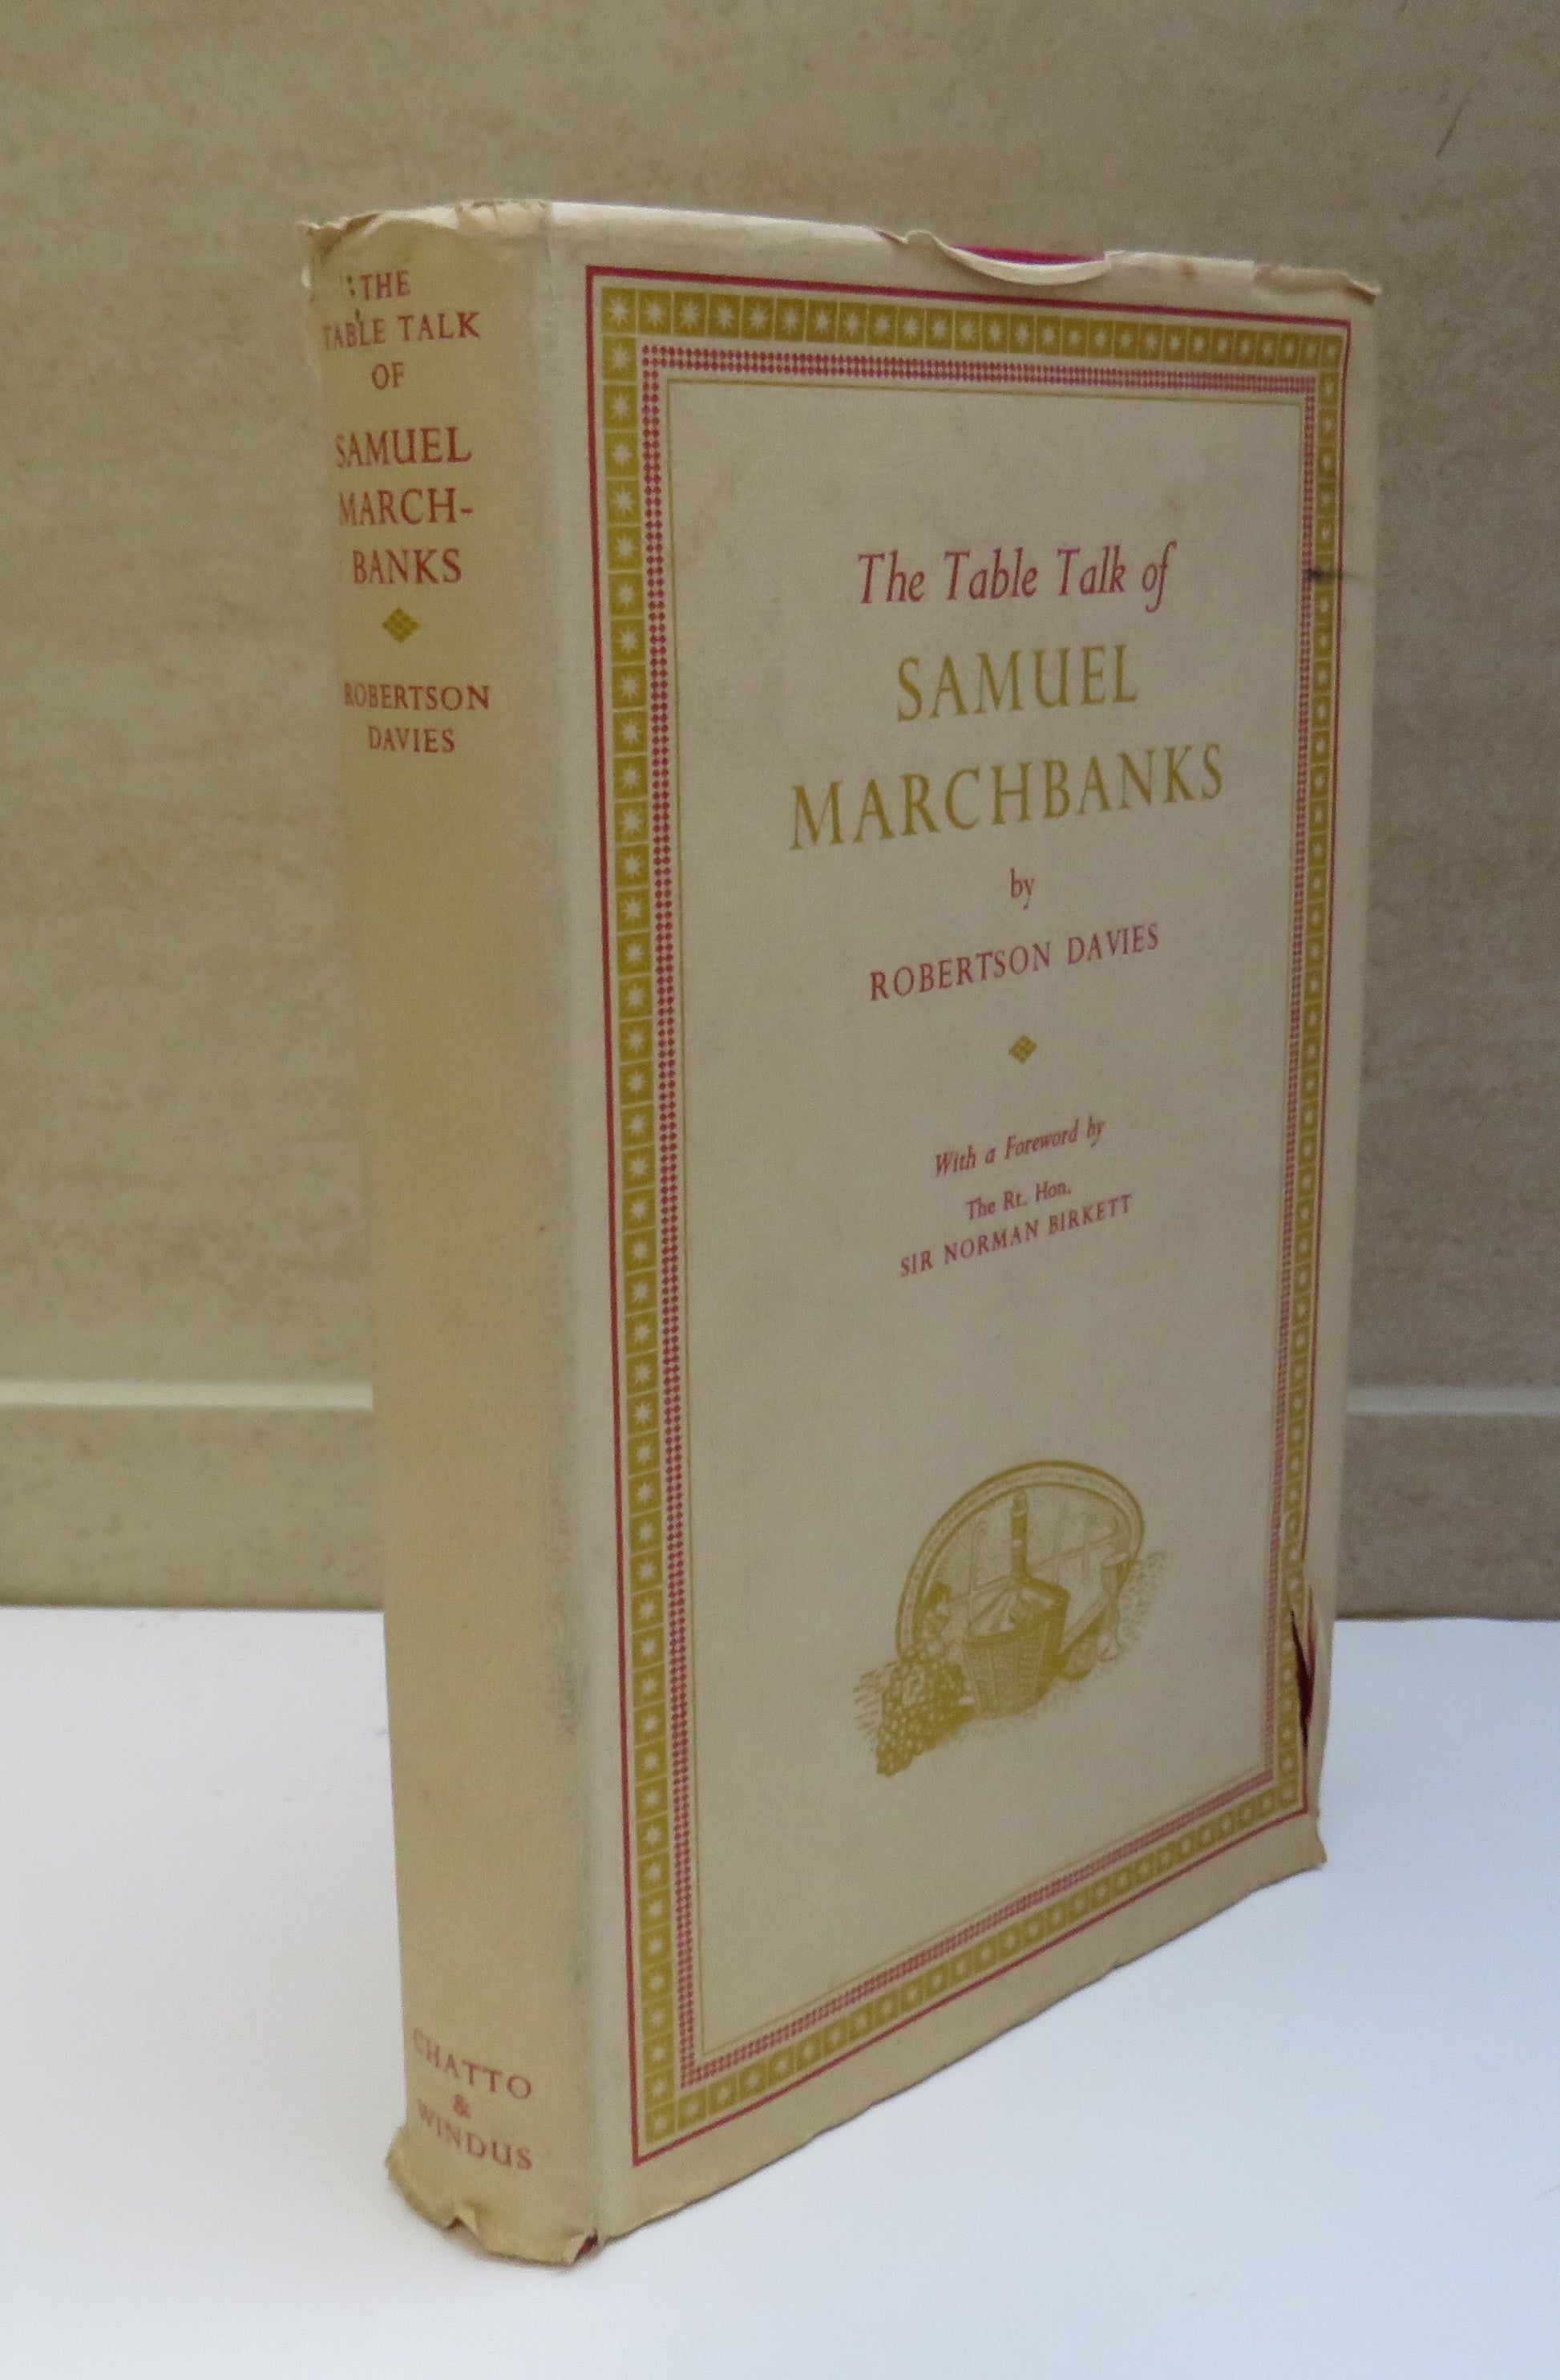 THE
TABLE TALK
OF
SAMUEL
MARCH-
BANKS
ROBERTSON
DAVIES
CHATTO
&
WINDUS
The Table Talk of
SAMUEL
MARCHBANKS
by
ROBERTSON DAVIES
With a Foreword by
The Rt. Hon.
SIR NORMAN BIRKETT